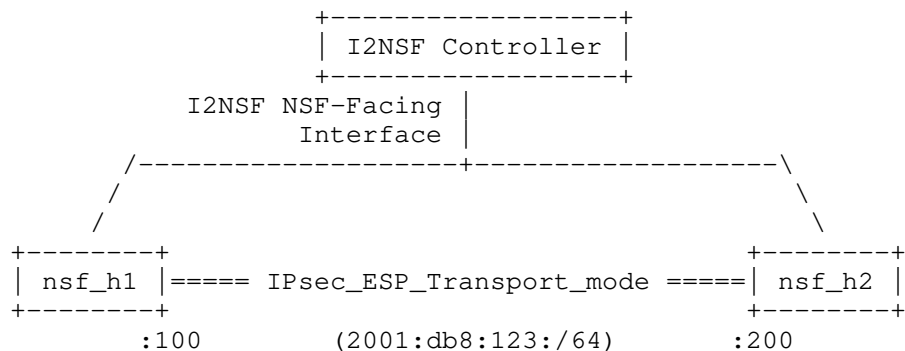 I2NSF Controller
I2NSF NSF-Facing
Interface
nsf_h1 ===== IPsec_ESP_Transport_mode ===== nsf_h2
:100 (2001:db8:123:/64) :200